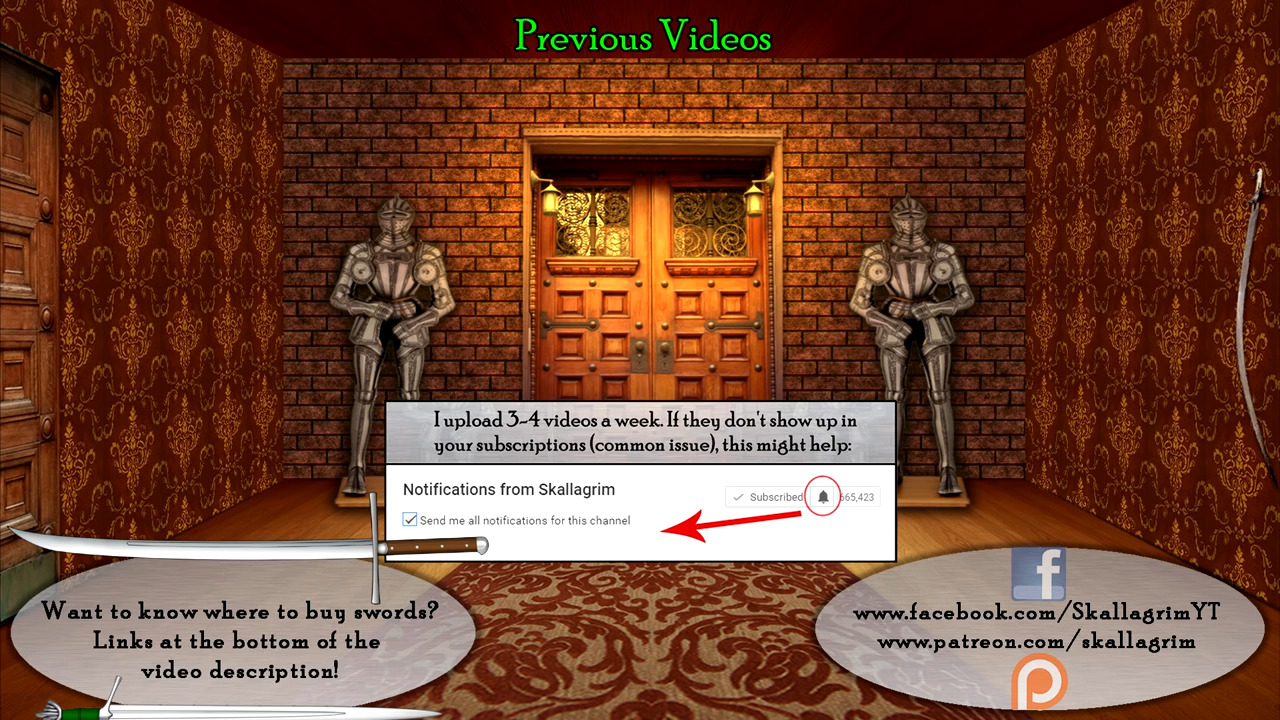 Previous Videos
I upload 3-4 videos a week. If they don't show up in
your subscriptions (common issue), this might help:
Notifications from Skallagrim
Subscribed 665,423
Send me all notifications for this channel
Want to know where to buy swords?
Links at the bottom of the
video description!
www.facebook.com/SkallagrimYT
www.patreon.com/skallagrim